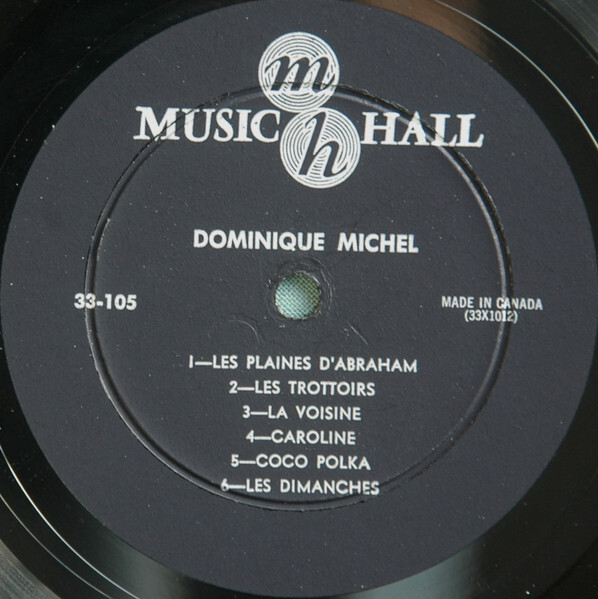 m
MUSIC HALL
h
DOMINIQUE MICHEL
33-105
MADE IN CANADA
(33X1012)
1—LES PLAINES D'ABRAHAM
2—LES TROTTOIRS
3—LA VOISINE
4—CAROLINE
5—COCO POLKA
6—LES DIMANCHES